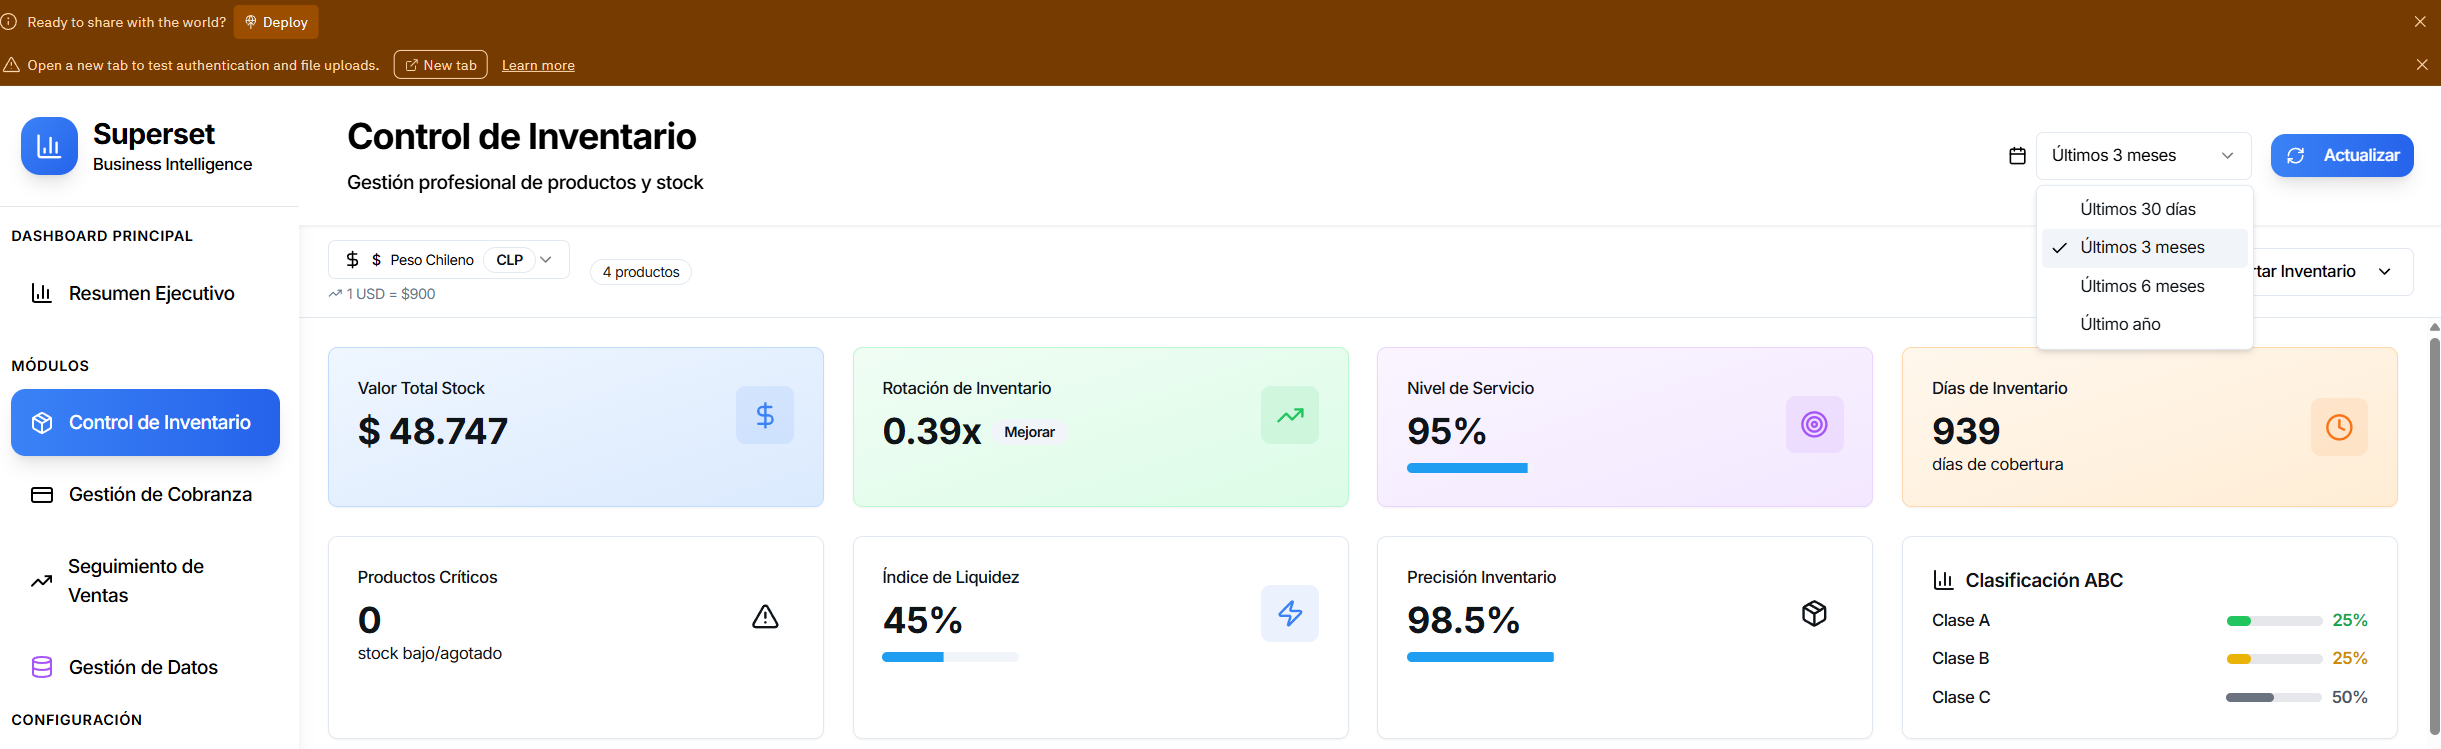 Ready to share with the world? Deploy
Open a new tab to test authentication and file uploads. New tab Learn more
Superset
Business Intelligence
DASHBOARD PRINCIPAL
Resumen Ejecutivo
MÓDULOS
Control de Inventario
Gestión de Cobranza
Seguimiento de
Ventas
Gestión de Datos
CONFIGURACIÓN
Control de Inventario
Gestión profesional de productos y stock
Últimos 3 meses
Actualizar
Últimos 30 días
Últimos 3 meses
Últimos 6 meses
Último año
$ $ Peso Chileno CLP
4 productos
1 USD = $900
rtar Inventario
Valor Total Stock
$ 48.747
Rotación de Inventario
0.39x Mejorar
Nivel de Servicio
95%
Días de Inventario
939
días de cobertura
Productos Críticos
0
stock bajo/agotado
Índice de Liquidez
45%
Precisión Inventario
98.5%
Clasificación ABC
Clase A 25%
Clase B 25%
Clase C 50%